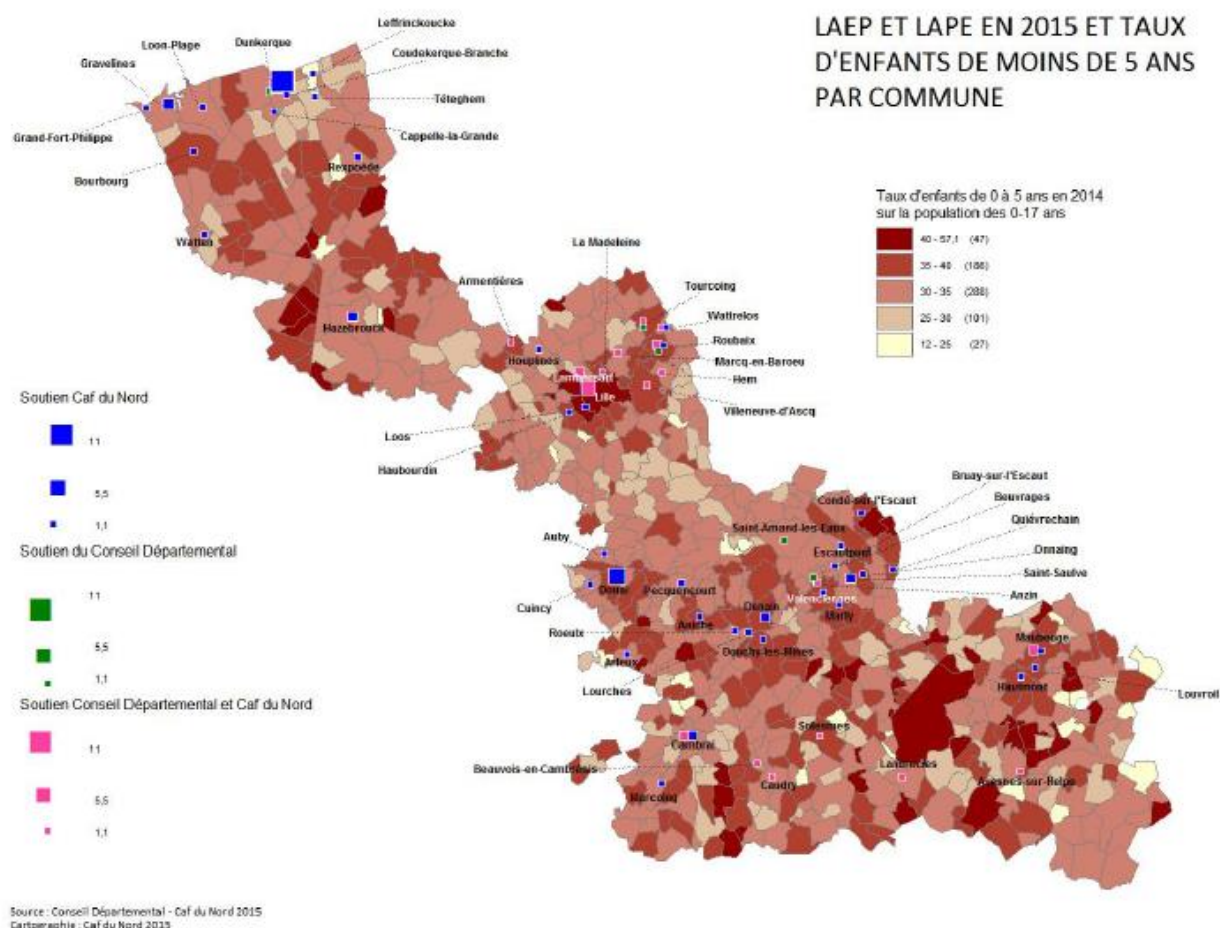 LAEP ET LAPE EN 2015 ET TAUX
D'ENFANTS DE MOINS DE 5 ANS
PAR COMMUNE
Leffrinckoucke
Dunkerque
Coudekerque-Branche
Loon-Plage
Gravelines
Téteghem
Grand-Fort-Philippe
Cappelle-la-Grande
Bourbourg
Rexpoëde
Watten
Hazebrouck
Taux d'enfants de 0 à 5 ans en 2014
sur la population des 0-17 ans
40 - 57,1 (47)
35 - 40 (186)
30 - 35 (288)
25 - 30 (101)
12 - 25 (27)
La Madeleine
Armentières
Tourcoing
Wattrelos
Roubaix
Houplines
Marcq-en-Baroeu
Lambersart
Hem
Lille
Villeneuve-d'Ascq
Loos
Haubourdin
Soutien Caf du Nord
11
5,5
1,1
Soutien du Conseil Départemental
11
5,5
1,1
Soutien Conseil Départemental et Caf du Nord
11
5,5
1,1
Bruay-sur-l'Escaut
Beuvrages
Condé-sur-l'Escaut
Quiévrechain
Saint-Amand-les-Eaux
Onnaing
Auby
Escautpont
Saint-Saulve
Douai
Pecquencourt
Valenciennes
Anzin
Cuincy
Denain
Marly
Aniche
Roeulx
Douchy-les-Mines
Maubeuge
Arleux
Lourches
Hautmont
Louvroil
Solesmes
Cambrai
Beauvois-en-Cambrésis
Caudry
Landrecies
Avesnes-sur-Helpe
Marcoing
Source : Conseil Départemental - Caf du Nord 2015
Cartographie : Caf du Nord 2015